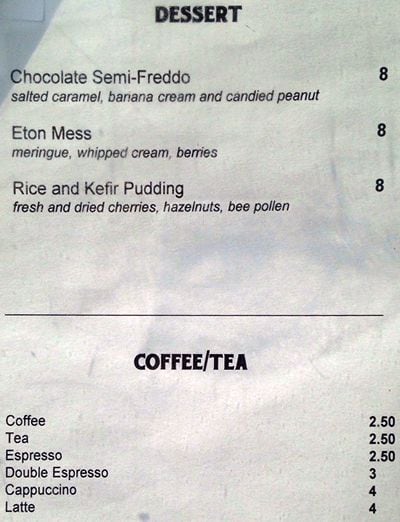 DESSERT
Chocolate Semi-Freddo 8
salted caramel, banana cream and candied peanut
Eton Mess 8
meringue, whipped cream, berries
Rice and Kefir Pudding 8
fresh and dried cherries, hazelnuts, bee pollen
COFFEE/TEA
Coffee 2.50
Tea 2.50
Espresso 2.50
Double Espresso 3
Cappuccino 4
Latte 4